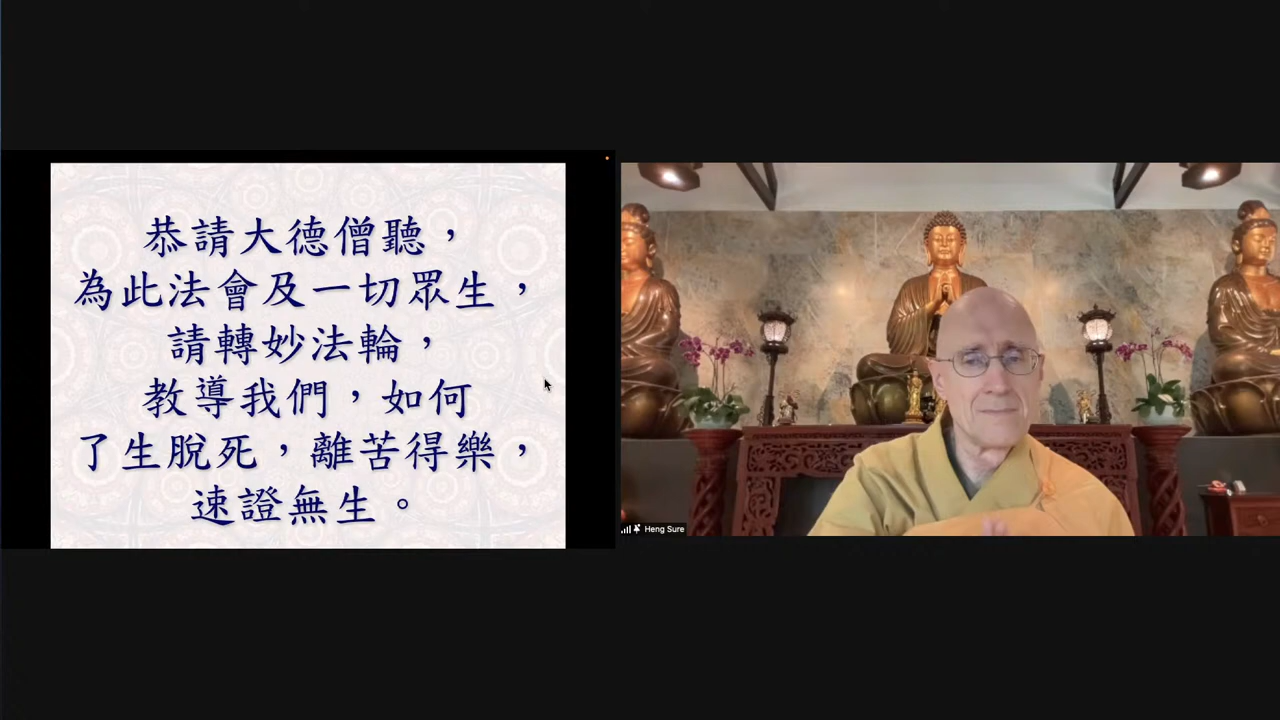 恭請大德僧聽，
為此法會及一切眾生，
請轉妙法輪，
教導我們，如何
了生脫死，離苦得樂，
速證無生。
Heng Sure